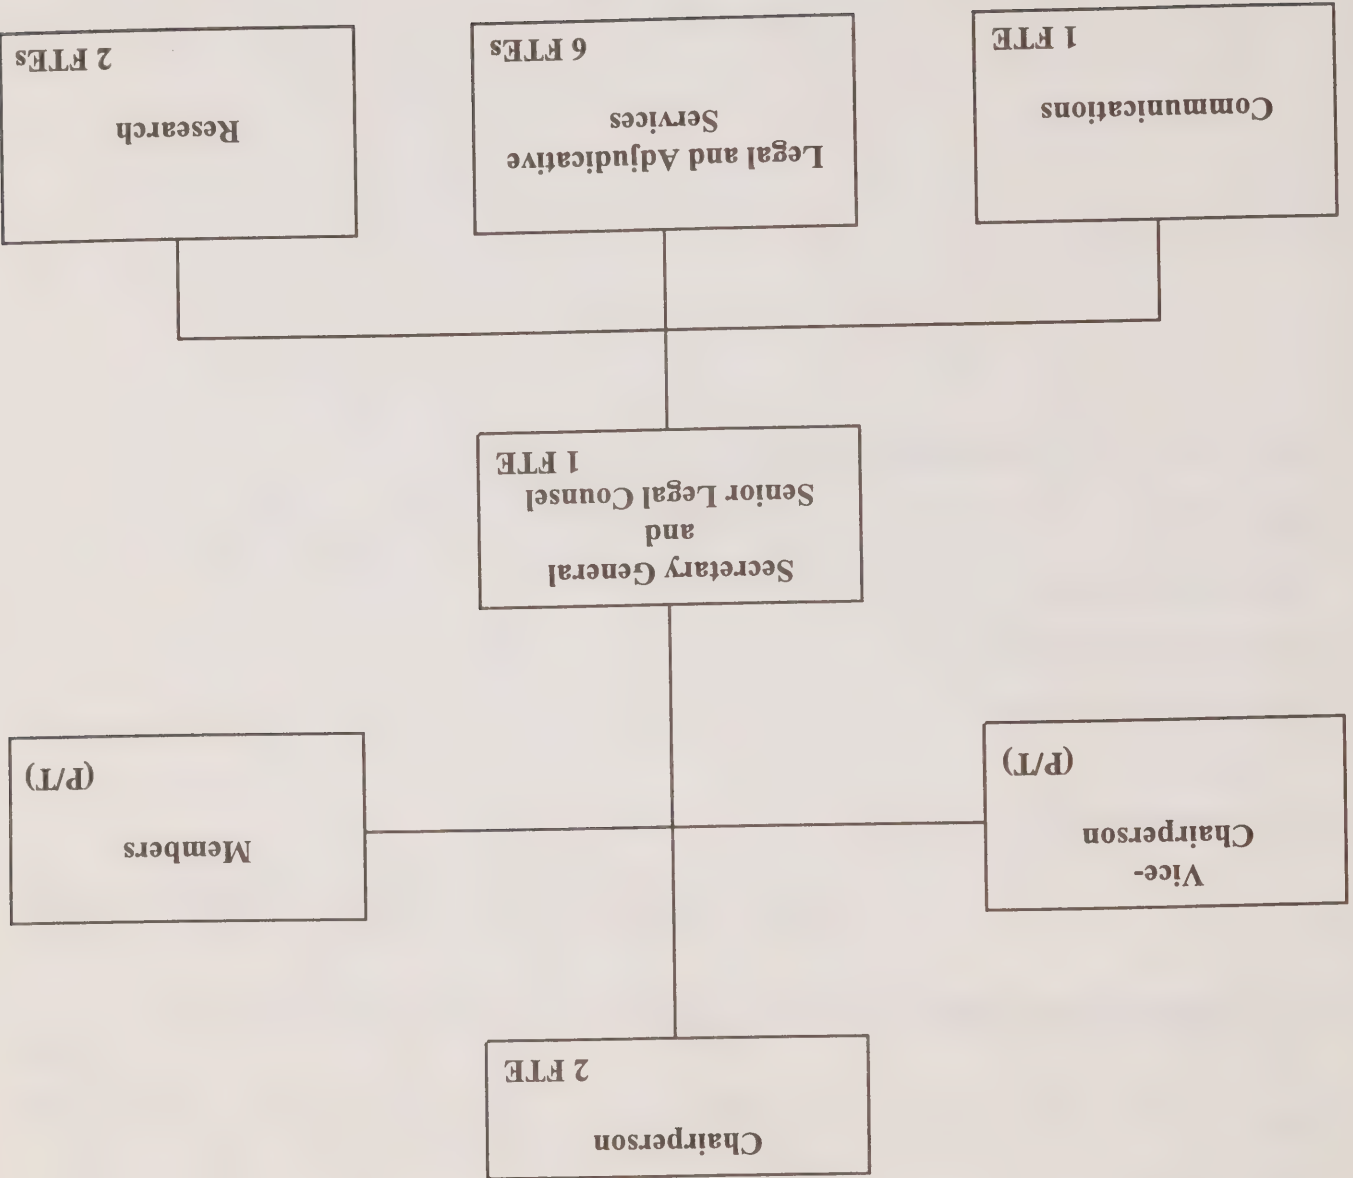 Chairperson
2 FTE
Vice-
Chairperson
(P/T)
Members
(P/T)
Secretary General
and
Senior Legal Counsel
1 FTE
Communications
1 FTE
Legal and Adjudicative
Services
6 FTEs
Research
2 FTEs